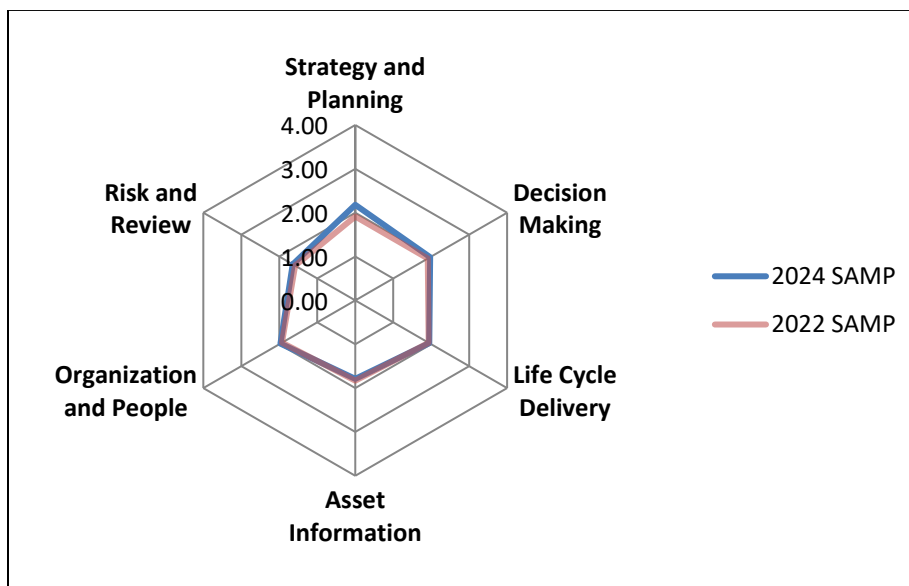 Strategy and
Planning
4.00
3.00
2.00
1.00
0.00
Decision
Making
Life Cycle
Delivery
Asset
Information
Organization
and People
Risk and
Review
2024 SAMP
2022 SAMP